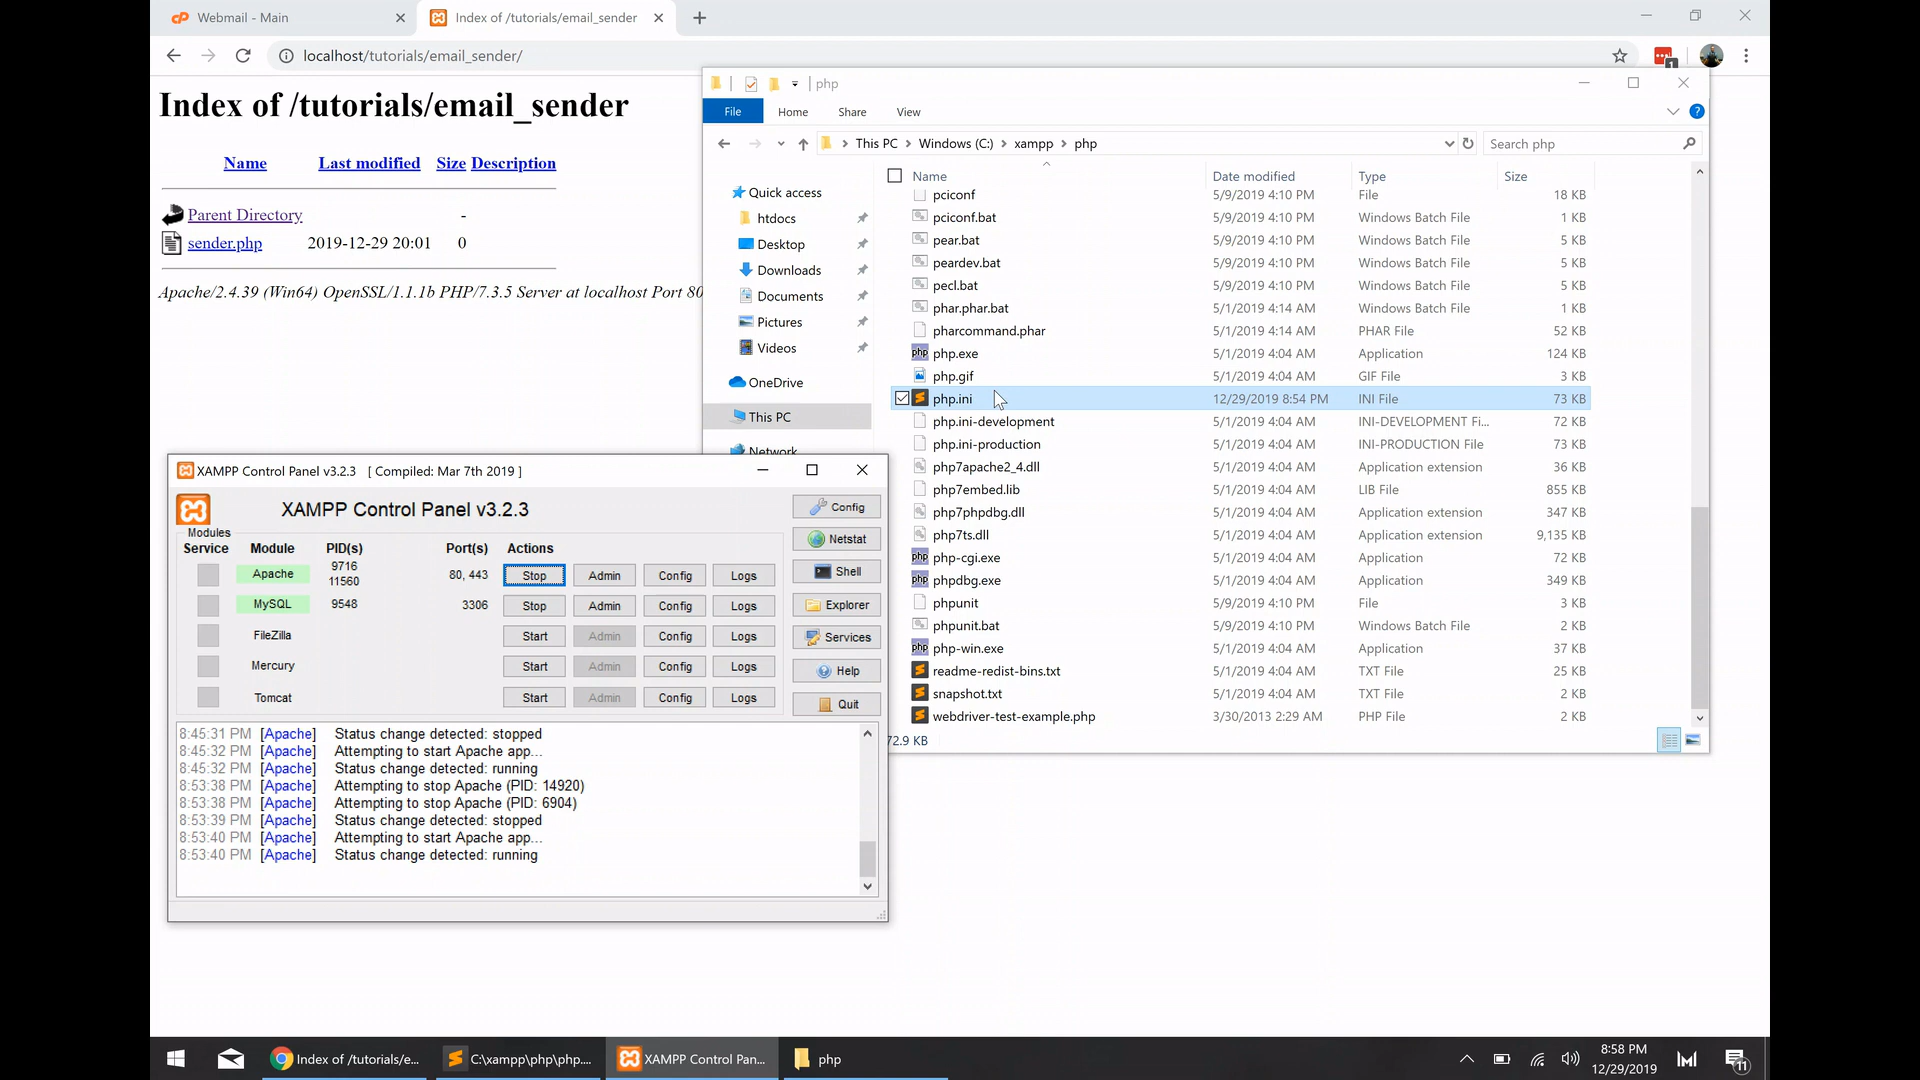 Webmail - Main
Index of /tutorials/email_sender
localhost/tutorials/email_sender/
1
Index of /tutorials/email_sender
Name Last modified Size Description
Parent Directory -
sender.php 2019-12-29 20:01 0
Apache/2.4.39 (Win64) OpenSSL/1.1.1b PHP/7.3.5 Server at localhost Port 80
php
File Home Share View
This PC Windows (C:) xampp php
Search php
Quick access
htdocs
Desktop
Downloads
Documents
Pictures
Videos
OneDrive
This PC
Network
Name Date modified Type Size
pciconf 5/9/2019 4:10 PM File 18 KB
pciconf.bat 5/9/2019 4:10 PM Windows Batch File 1 KB
pear.bat 5/9/2019 4:10 PM Windows Batch File 5 KB
peardev.bat 5/9/2019 4:10 PM Windows Batch File 5 KB
pecl.bat 5/9/2019 4:10 PM Windows Batch File 5 KB
phar.phar.bat 5/1/2019 4:14 AM Windows Batch File 1 KB
pharcommand.phar 5/1/2019 4:14 AM PHAR File 52 KB
php.exe 5/1/2019 4:04 AM Application 124 KB
php.gif 5/1/2019 4:04 AM GIF File 3 KB
php.ini 12/29/2019 8:54 PM INI File 73 KB
php.ini-development 5/1/2019 4:04 AM INI-DEVELOPMENT Fi... 72 KB
php.ini-production 5/1/2019 4:04 AM INI-PRODUCTION File 72 KB
php7apache2_4.dll 5/1/2019 4:04 AM Application extension 36 KB
php7embed.lib 5/1/2019 4:04 AM LIB File 855 KB
php7phpdbg.dll 5/1/2019 4:04 AM Application extension 347 KB
php7ts.dll 5/1/2019 4:04 AM Application extension 9,135 KB
php-cgi.exe 5/1/2019 4:04 AM Application 72 KB
phpdbg.exe 5/1/2019 4:04 AM Application 349 KB
phpunit 5/9/2019 4:10 PM File 3 KB
phpunit.bat 5/9/2019 4:10 PM Windows Batch File 2 KB
php-win.exe 5/1/2019 4:04 AM Application 37 KB
readme-redist-bins.txt 5/1/2019 4:04 AM TXT File 25 KB
snapshot.txt 5/1/2019 4:04 AM TXT File 2 KB
webdriver-test-example.php 3/30/2013 2:29 AM PHP File 2 KB
72.9 KB
XAMPP Control Panel v3.2.3 [ Compiled: Mar 7th 2019 ]
XAMPP Control Panel v3.2.3
Modules
Service Module PID(s) Port(s) Actions
Apache 9716 11560 80, 443 Stop Admin Config Logs
MySQL 9548 3306 Stop Admin Config Logs
FileZilla Start Admin Config Logs
Mercury Start Admin Config Logs
Tomcat Start Admin Config Logs
Config
Netstat
Shell
Explorer
Services
Help
Quit
8:45:31 PM [Apache] Status change detected: stopped
8:45:32 PM [Apache] Attempting to start Apache app...
8:45:32 PM [Apache] Status change detected: running
8:53:38 PM [Apache] Attempting to stop Apache (PID: 14920)
8:53:38 PM [Apache] Attempting to stop Apache (PID: 6904)
8:53:39 PM [Apache] Status change detected: stopped
8:53:40 PM [Apache] Attempting to start Apache app...
8:53:40 PM [Apache] Status change detected: running
Index of /tutorials/e...
C:\xampp\php\php....
XAMPP Control Pan...
php
8:58 PM
12/29/2019
11